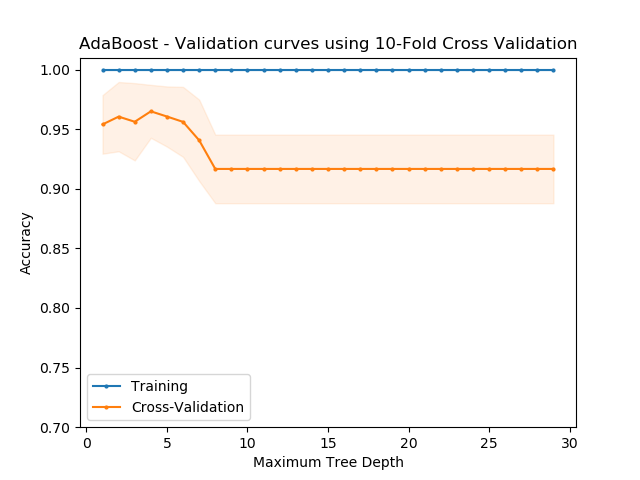 AdaBoost - Validation curves using 10-Fold Cross Validation
1.00
0.95
0.90
0.85
0.80
0.75
0.70
Accuracy
Training
Cross-Validation
0 5 10 15 20 25 30
Maximum Tree Depth